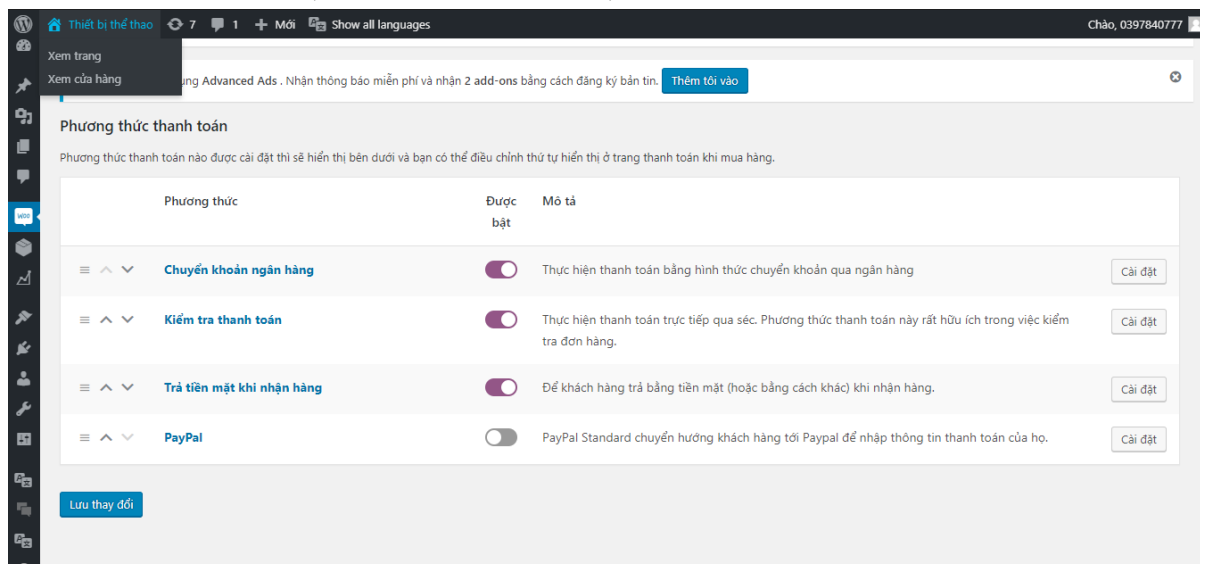 Thiết bị thể thao 7 1 Mới Show all languages Chào, 0397840777
Xem trang
Xem cửa hàng
ung Advanced Ads . Nhận thông báo miễn phí và nhận 2 add-ons bằng cách đăng ký bản tin. Thêm tôi vào
Phương thức thanh toán
Phương thức thanh toán nào được cài đặt thì sẽ hiển thị bên dưới và bạn có thể điều chỉnh thứ tự hiển thị ở trang thanh toán khi mua hàng.
Phương thức Được bật Mô tả
Chuyển khoản ngân hàng Thực hiện thanh toán bằng hình thức chuyển khoản qua ngân hàng Cài đặt
Kiểm tra thanh toán Thực hiện thanh toán trực tiếp qua séc. Phương thức thanh toán này rất hữu ích trong việc kiểm Cài đặt
tra đơn hàng.
Trả tiền mặt khi nhận hàng Để khách hàng trả bằng tiền mặt (hoặc bằng cách khác) khi nhận hàng. Cài đặt
PayPal PayPal Standard chuyển hướng khách hàng tới Paypal để nhập thông tin thanh toán của họ. Cài đặt
Lưu thay đổi